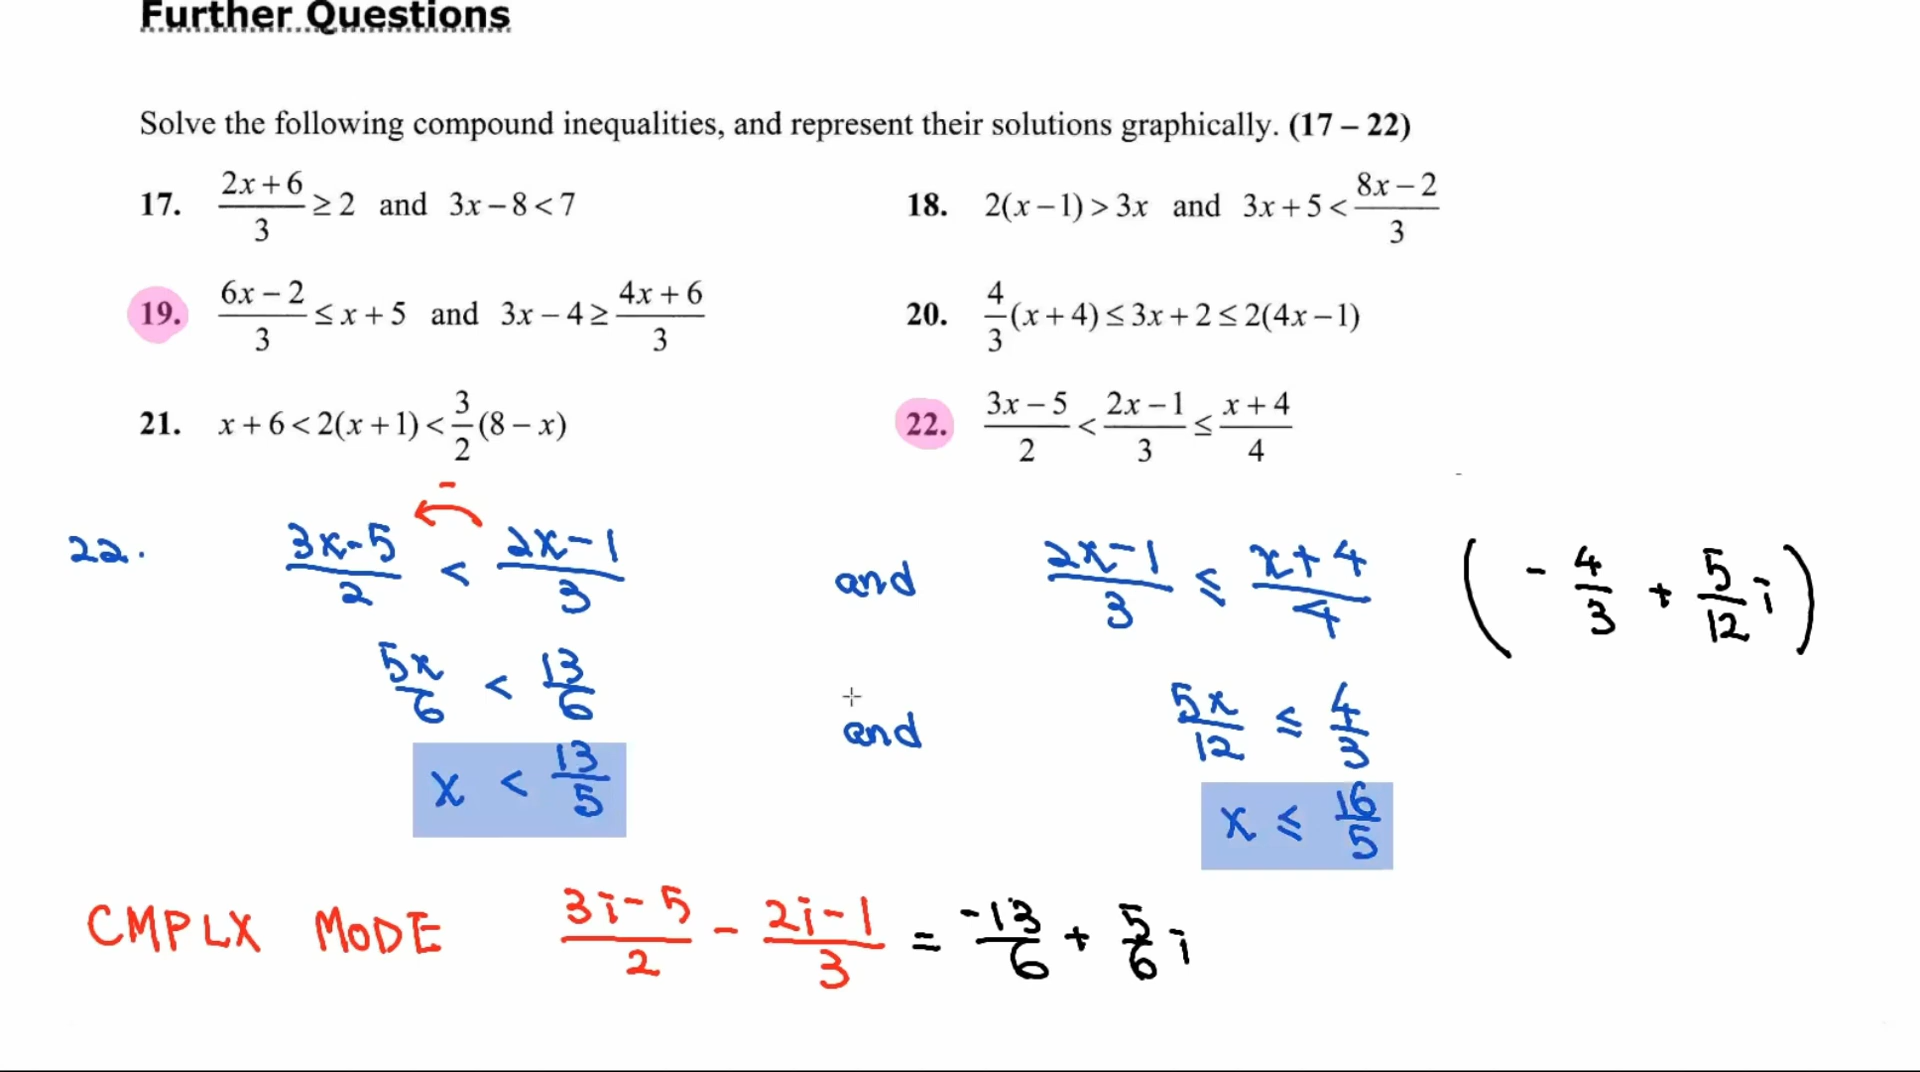 Further Questions
Solve the following compound inequalities, and represent their solutions graphically. (17 – 22)
17. (2x + 6)/3 ≥ 2 and 3x – 8 < 7
18. 2(x – 1) > 3x and 3x + 5 < (8x – 2)/3
19. (6x – 2)/3 ≤ x + 5 and 3x – 4 ≥ (4x + 6)/3
20. 4/3 (x + 4) ≤ 3x + 2 ≤ 2(4x – 1)
21. x + 6 < 2(x + 1) < 3/2 (8 – x)
22. (3x – 5)/2 < (2x – 1)/3 ≤ (x + 4)/4
-
22. (3x-5)/2 < (2x-1)/3 and (2x-1)/3 ≤ (x+4)/4 (-4/3 + 5/12 i)
5x/6 < 13/6 and 5x/12 ≤ 4/3
x < 13/5 x ≤ 16/5
CMPLX MODE (3i-5)/2 - (2i-1)/3 = -13/6 + 5/6 i